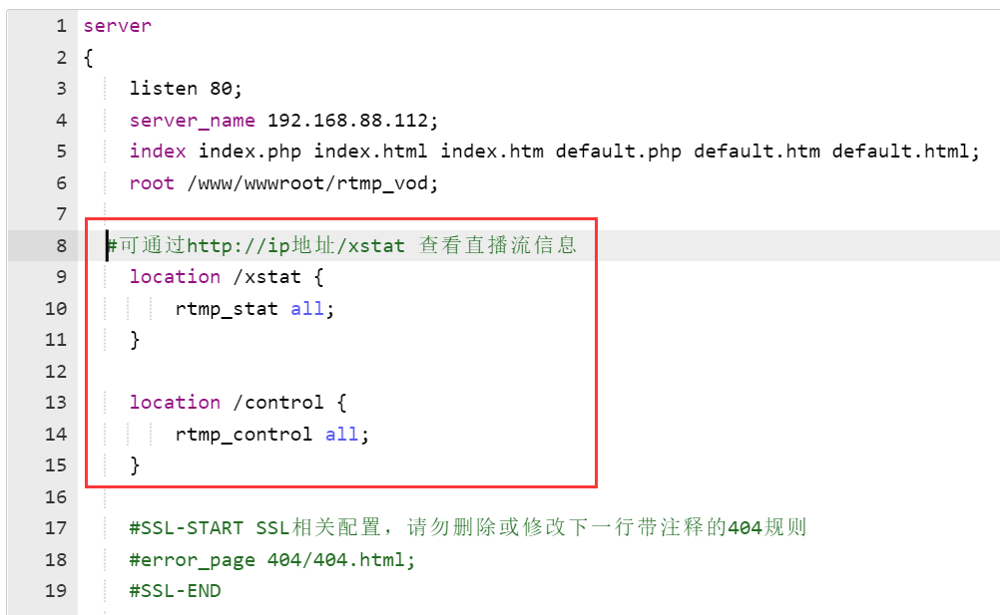 1 server
2 {
3 listen 80;
4 server_name 192.168.88.112;
5 index index.php index.html index.htm default.php default.htm default.html;
6 root /www/wwwroot/rtmp_vod;
7
8 #可通过http://ip地址/xstat 查看直播流信息
9 location /xstat {
10 rtmp_stat all;
11 }
12
13 location /control {
14 rtmp_control all;
15 }
16
17 #SSL-START SSL相关配置，请勿删除或修改下一行带注释的404规则
18 #error_page 404/404.html;
19 #SSL-END